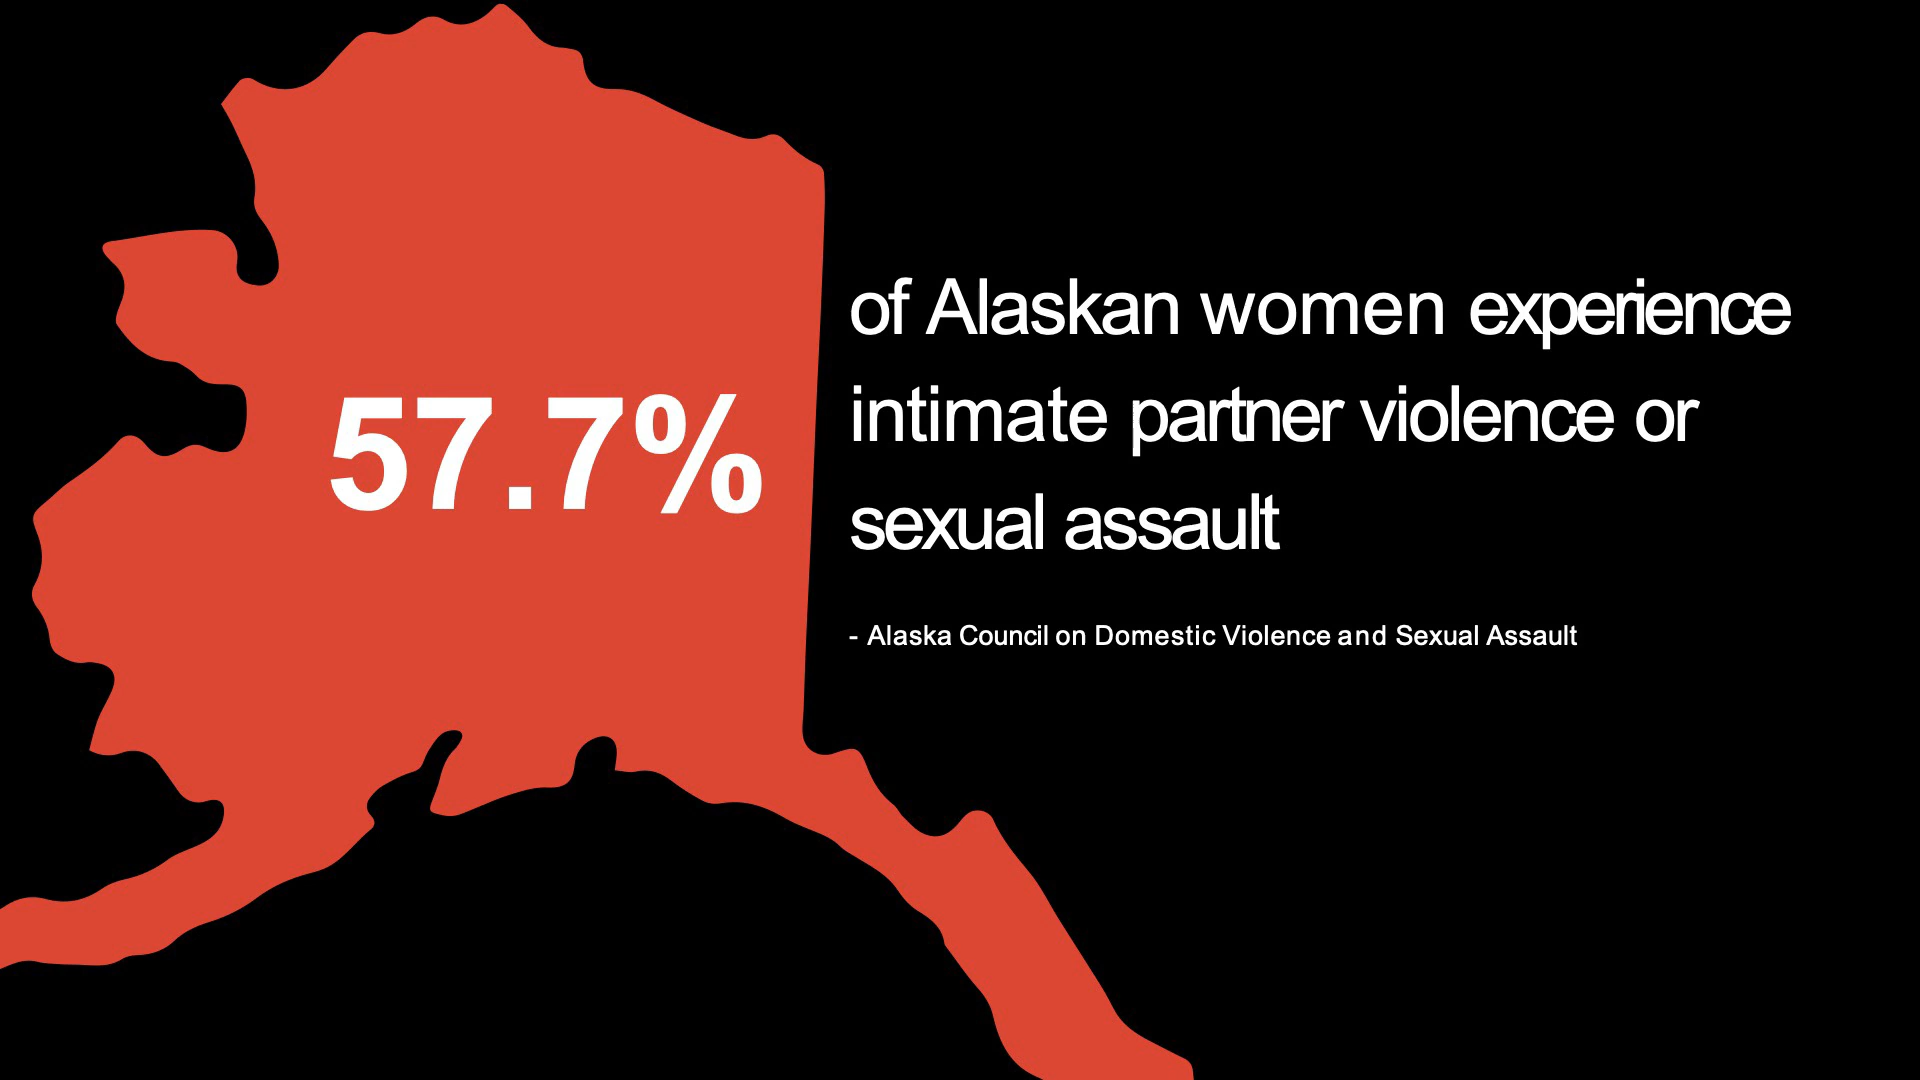 57.7%
of Alaskan women experience
intimate partner violence or
sexual assault
- Alaska Council on Domestic Violence and Sexual Assault